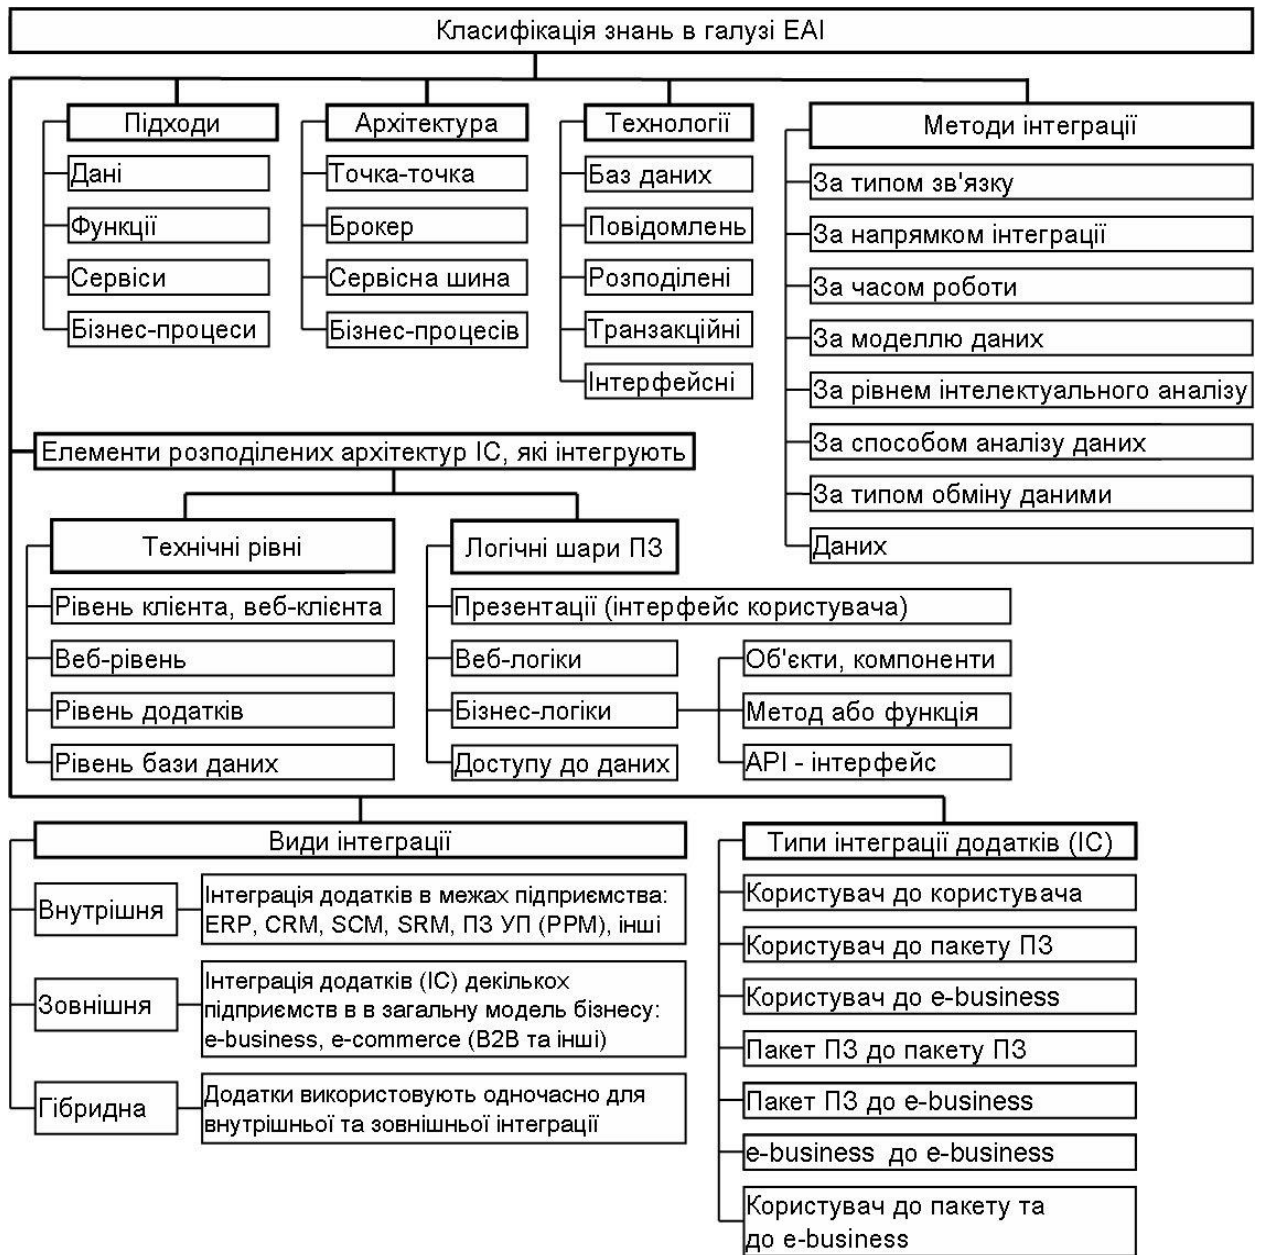 Класифікація знань в галузі EAI
Підходи
Дані
Функції
Сервіси
Бізнес-процеси
Архітектура
Точка-точка
Брокер
Сервісна шина
Бізнес-процесів
Технології
Баз даних
Повідомлень
Розподілені
Транзакційні
Інтерфейсні
Методи інтеграції
За типом зв'язку
За напрямком інтеграції
За часом роботи
За моделлю даних
За рівнем інтелектуального аналізу
За способом аналізу даних
За типом обміну даними
Даних
Елементи розподілених архітектур ІС, які інтегрують
Технічні рівні
Рівень клієнта, веб-клієнта
Веб-рівень
Рівень додатків
Рівень бази даних
Логічні шари ПЗ
Презентації (інтерфейс користувача)
Веб-логіки
Бізнес-логіки
Доступу до даних
Об'єкти, компоненти
Метод або функція
API - інтерфейс
Види інтеграції
Внутрішня
Інтеграція додатків в межах підприємства:
ERP, CRM, SCM, SRM, ПЗ УП (PPM), інші
Зовнішня
Інтеграція додатків (ІС) декількох
підприємств в в загальну модель бізнесу:
e-business, e-commerce (B2B та інші)
Гібридна
Додатки використовують одночасно для
внутрішньої та зовнішньої інтеграції
Типи інтеграції додатків (ІС)
Користувач до користувача
Користувач до пакету ПЗ
Користувач до e-business
Пакет ПЗ до пакету ПЗ
Пакет ПЗ до e-business
e-business до e-business
Користувач до пакету та
до e-business